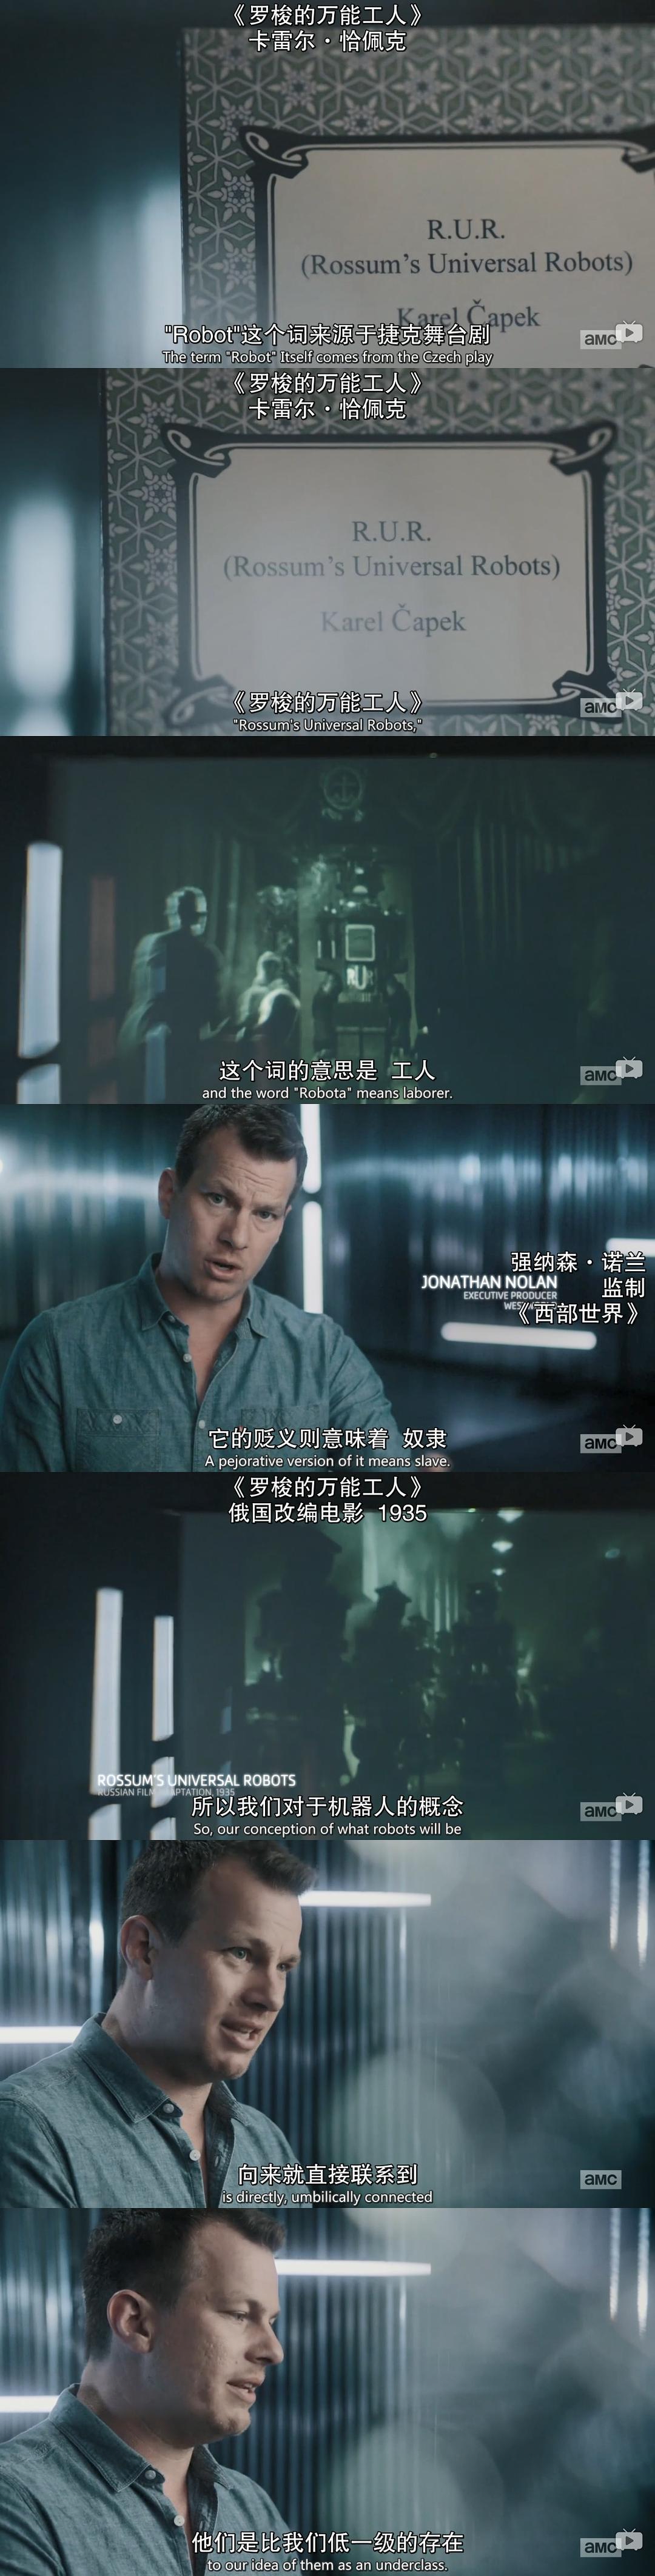 《罗梭的万能工人》
卡雷尔·恰佩克
R.U.R.
(Rossum's Universal Robots)
Karel Čapek
"Robot"这个词来源于捷克舞台剧
The term "Robot" Itself comes from the Czech play
amc
《罗梭的万能工人》
卡雷尔·恰佩克
R.U.R.
(Rossum's Universal Robots)
Karel Čapek
《罗梭的万能工人》
"Rossum's Universal Robots,"
amc
RUR
这个词的意思是 工人
and the word "Robota" means laborer.
amc
强纳森·诺兰
JONATHAN NOLAN
监制
EXECUTIVE PRODUCER
《西部世界》
它的贬义则意味着 奴隶
A pejorative version of it means slave.
amc
《罗梭的万能工人》
俄国改编电影 1935
ROSSUM'S UNIVERSAL ROBOTS
RUSSIAN FILM ADAPTATION, 1935
所以我们对于机器人的概念
So, our conception of what robots will be
amc
向来就直接联系到
is directly, umbilically connected
amc
他们是比我们低一级的存在
to our idea of them as an underclass.
amc